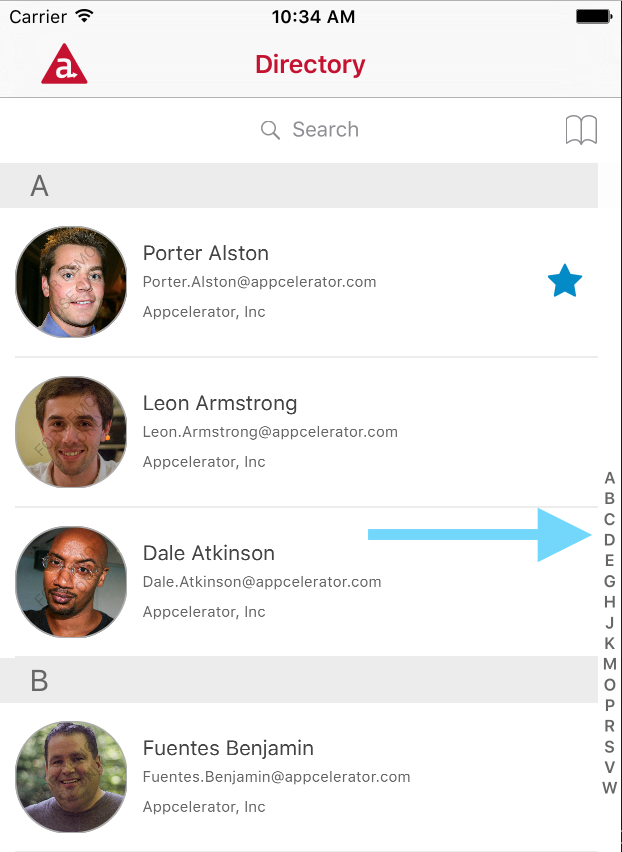 Carrier 10:34 AM
a Directory
Search
A
Porter Alston
Porter.Alston@appcelerator.com
Appcelerator, Inc
Leon Armstrong
Leon.Armstrong@appcelerator.com
Appcelerator, Inc
Dale Atkinson
Dale.Atkinson@appcelerator.com
Appcelerator, Inc
B
Fuentes Benjamin
Fuentes.Benjamin@appcelerator.com
Appcelerator, Inc
A
B
C
D
E
G
H
J
K
M
O
P
R
S
V
W